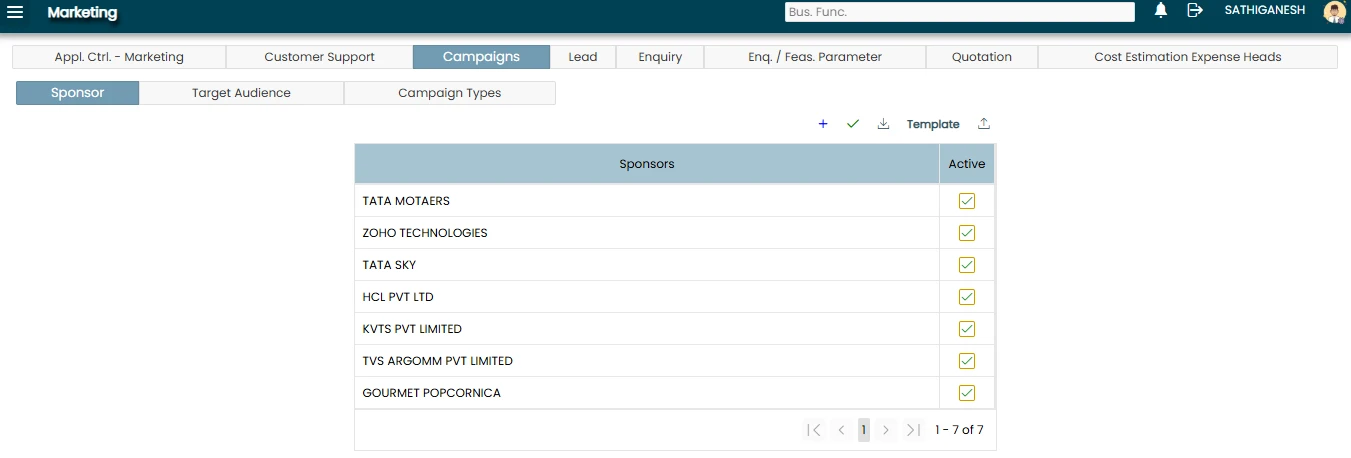 Marketing Bus. Func. SATHIGANESH
Appl. Ctrl. - Marketing Customer Support Campaigns Lead Enquiry Enq. / Feas. Parameter Quotation Cost Estimation Expense Heads
Sponsor Target Audience Campaign Types
Template
Sponsors Active
TATA MOTAERS
ZOHO TECHNOLOGIES
TATA SKY
HCL PVT LTD
KVTS PVT LIMITED
TVS ARGOMM PVT LIMITED
GOURMET POPCORNICA
1 1 - 7 of 7